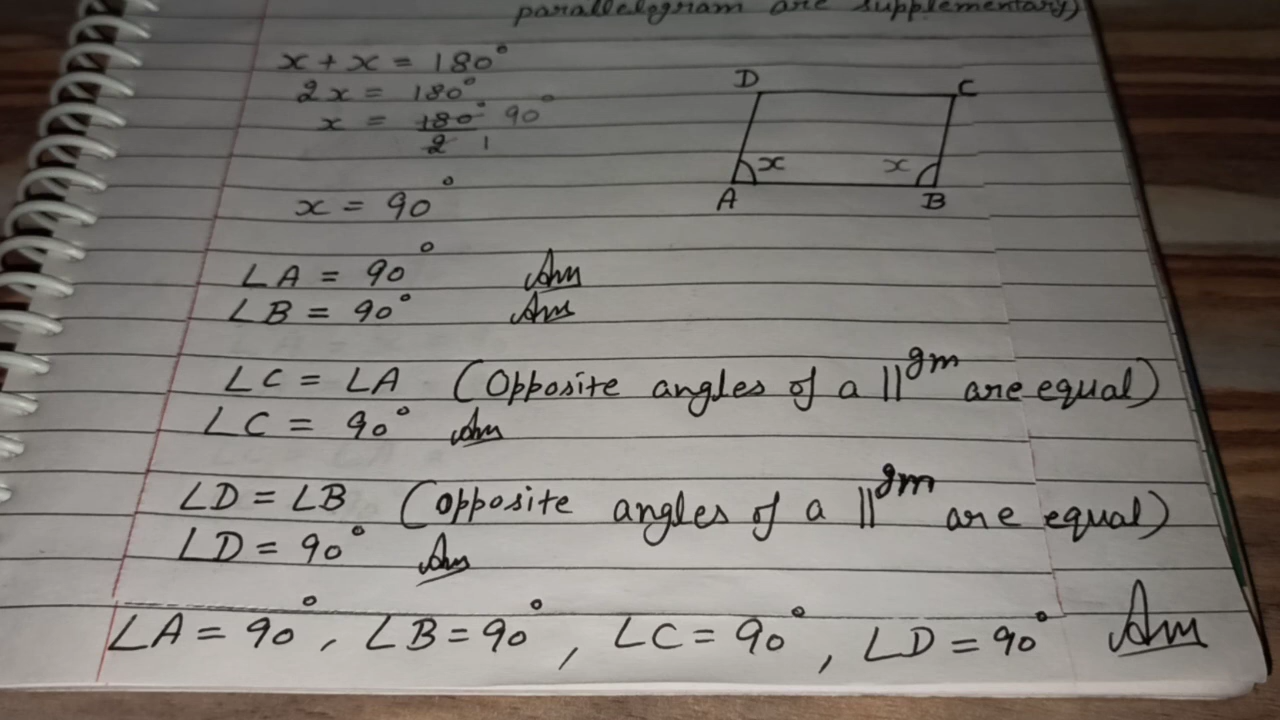 parallelogram are supplementary)
x + x = 180°
2x = 180°
x = 180°/2 90°
1
x = 90°
D C
x x
A B
∠A = 90° Ans
∠B = 90° Ans
∠C = ∠A (Opposite angles of a ||gm are equal)
∠C = 90° Ans
∠D = ∠B (Opposite angles of a ||gm are equal)
∠D = 90° Ans
∠A = 90°, ∠B = 90°, ∠C = 90°, ∠D = 90° Ans